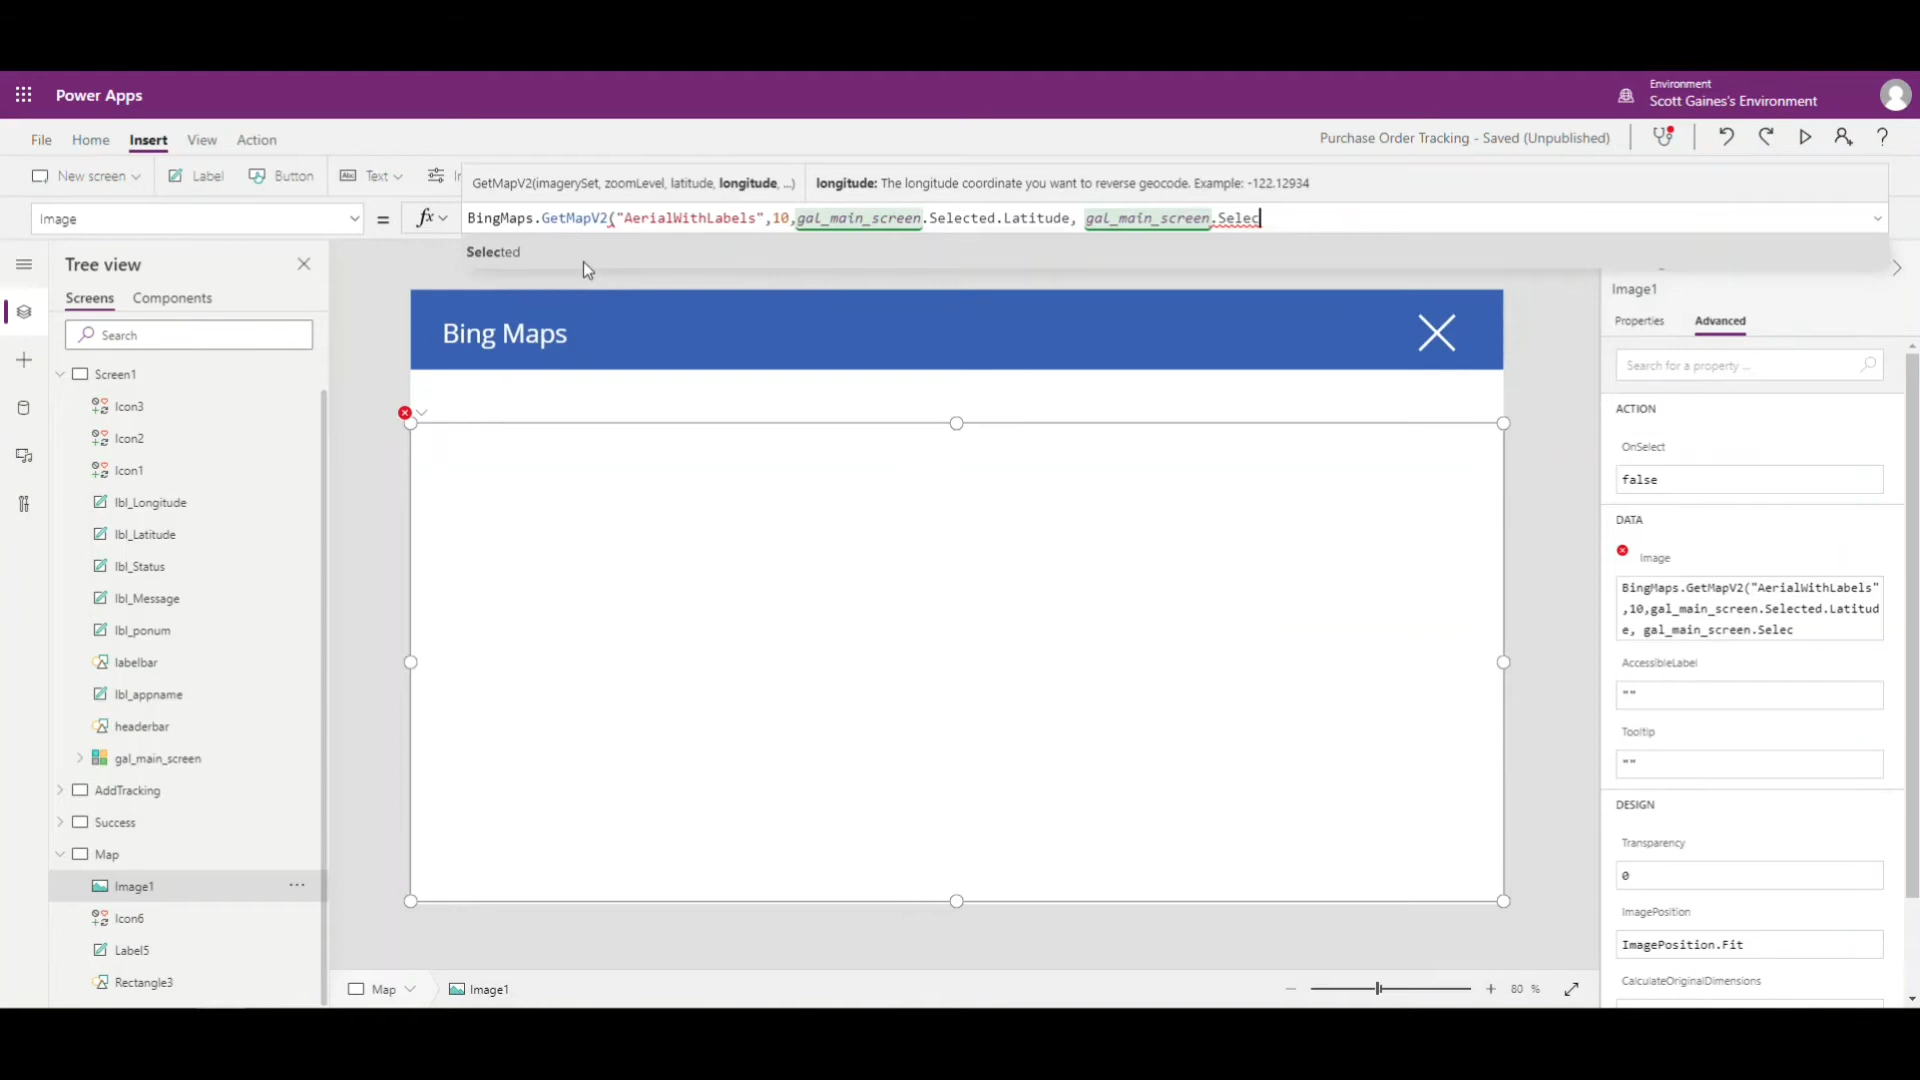 Power Apps
Environment
Scott Gaines's Environment
File Home Insert View Action
Purchase Order Tracking - Saved (Unpublished)
New screen Label Button Text
GetMapV2(imagerySet, zoomLevel, latitude, longitude, ...)
longitude: The longitude coordinate you want to reverse geocode. Example: -122.12934
Image = fx BingMaps.GetMapV2("AerialWithLabels",10,gal_main_screen.Selected.Latitude, gal_main_screen.Selec
Selected
Tree view
Screens Components
Search
Screen1
Icon3
Icon2
Icon1
lbl_Longitude
lbl_Latitude
lbl_Status
lbl_Message
lbl_ponum
labelbar
lbl_appname
headerbar
gal_main_screen
AddTracking
Success
Map
Image1
Icon6
Label5
Rectangle3
Bing Maps
Map Image1
80 %
Image1
Properties Advanced
Search for a property ...
ACTION
OnSelect
false
DATA
Image
BingMaps.GetMapV2("AerialWithLabels"
,10,gal_main_screen.Selected.Latitud
e, gal_main_screen.Selec
AccessibleLabel
""
Tooltip
""
DESIGN
Transparency
0
ImagePosition
ImagePosition.Fit
CalculateOriginalDimensions